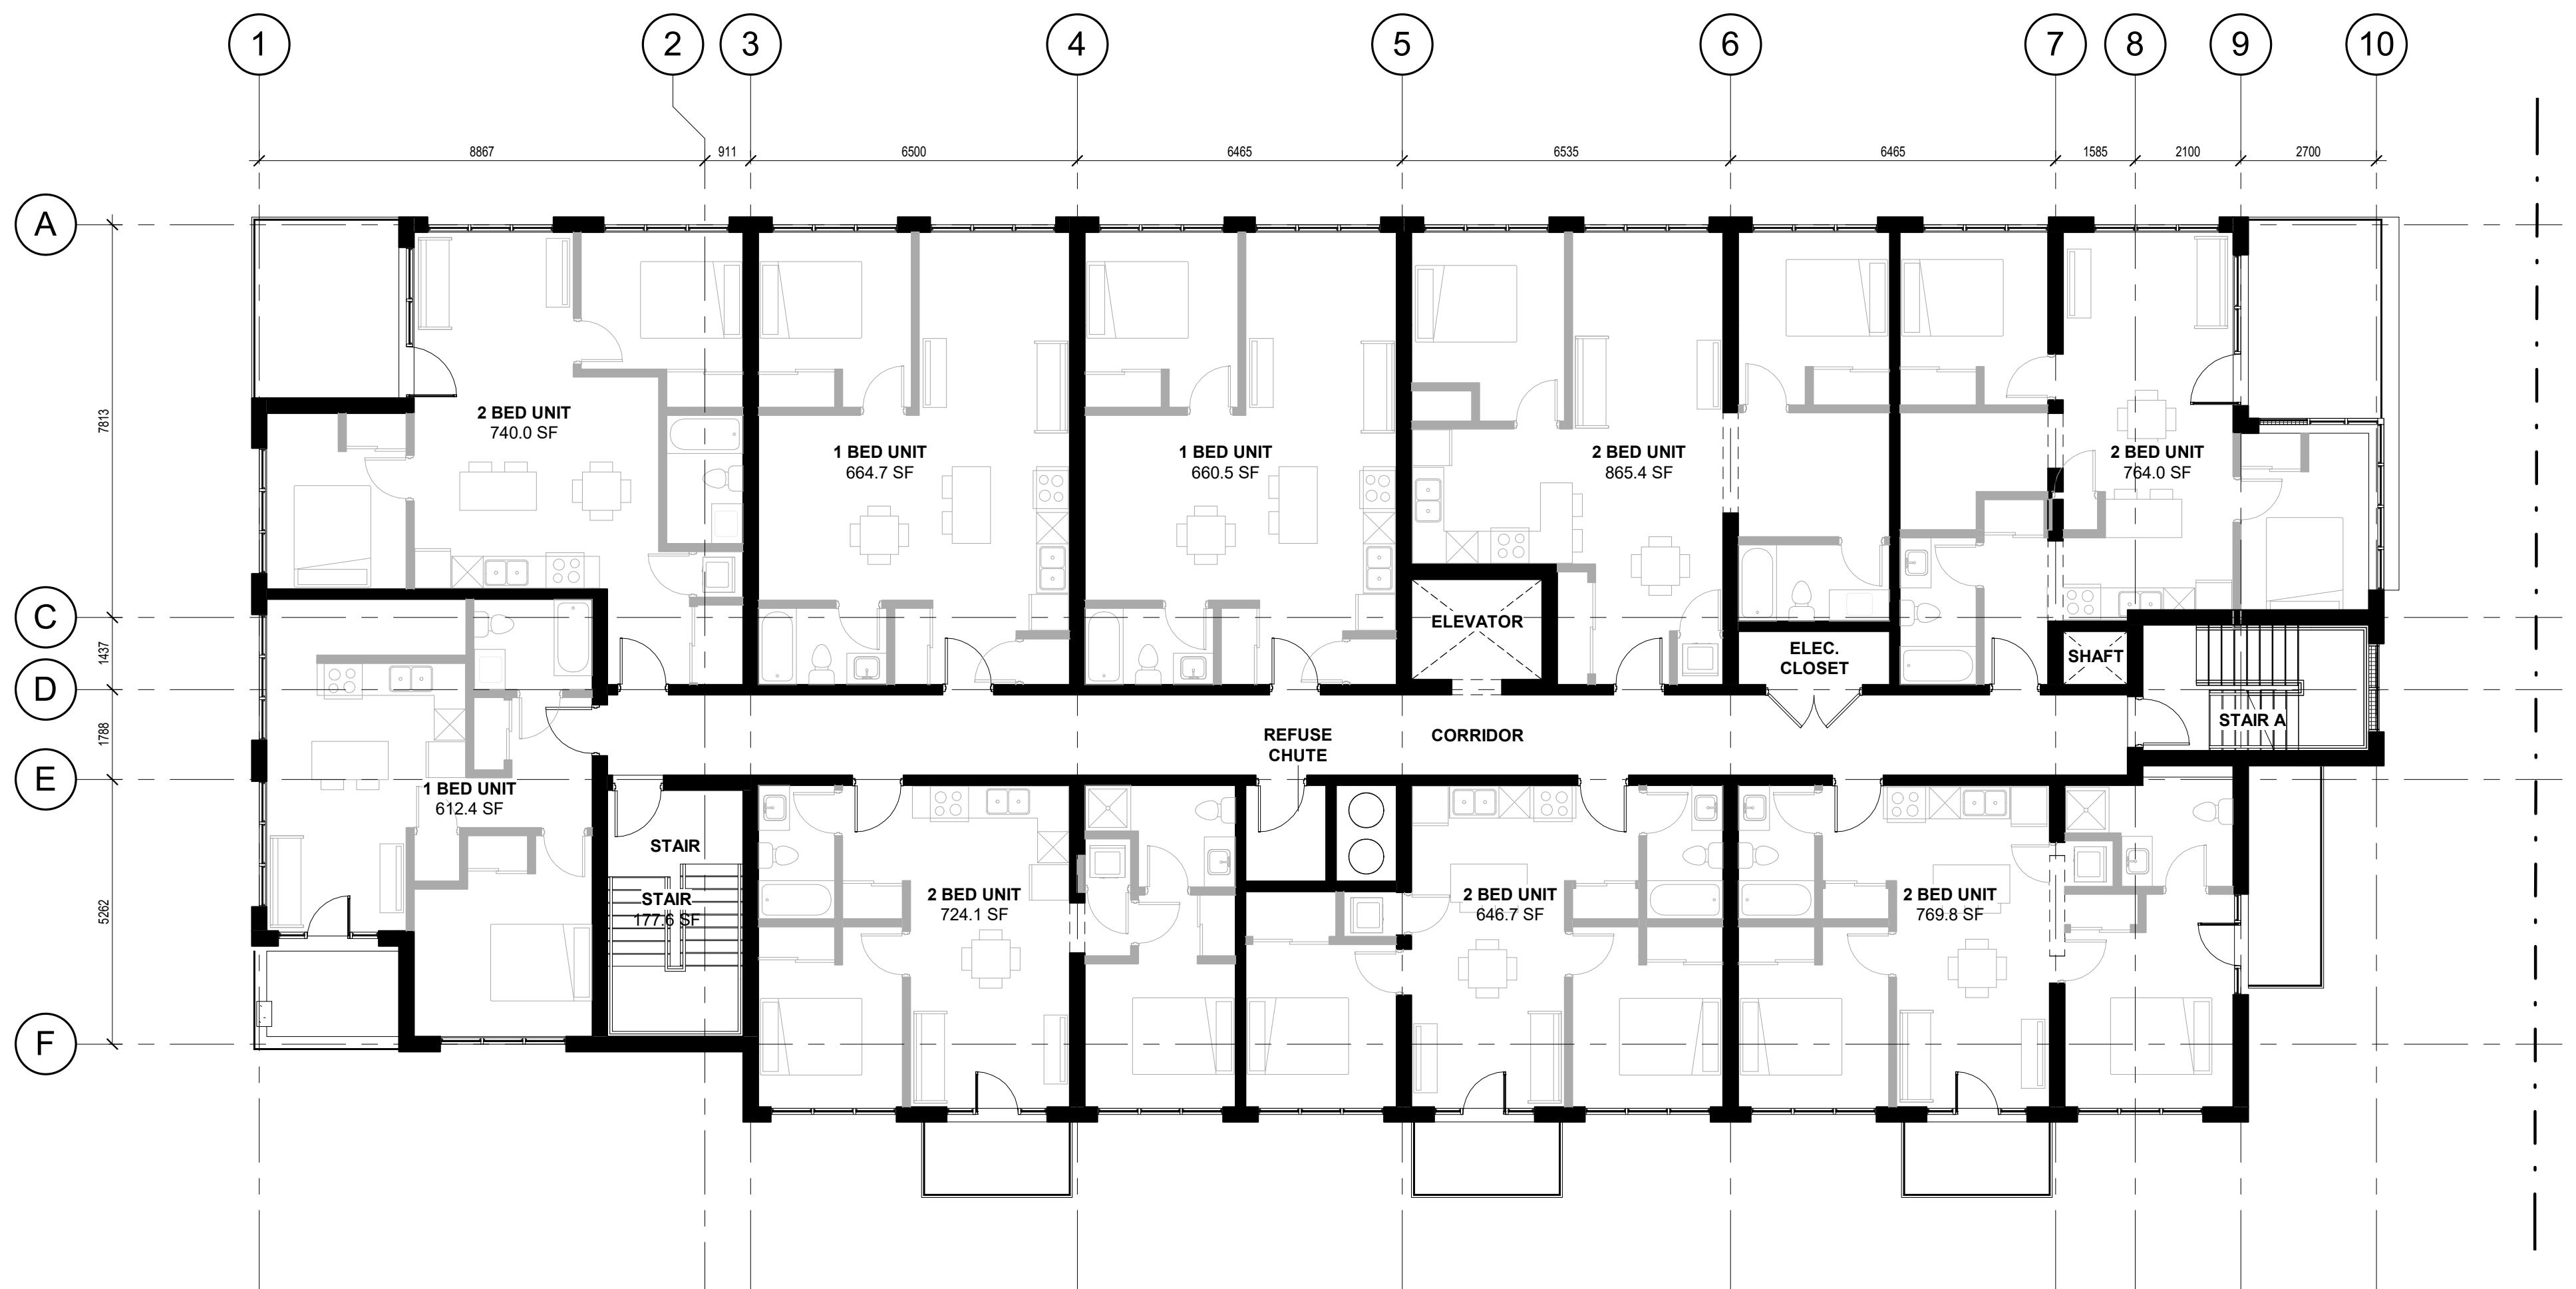 1
2
3
4
5
6
7
8
9
10
8867
911
6500
6465
6535
6465
1585
2100
2700
A
C
D
E
F
7813
1437
1788
5262
2 BED UNIT
740.0 SF
1 BED UNIT
664.7 SF
1 BED UNIT
660.5 SF
2 BED UNIT
865.4 SF
2 BED UNIT
764.0 SF
ELEVATOR
ELEC.
CLOSET
SHAFT
STAIR A
REFUSE
CHUTE
CORRIDOR
1 BED UNIT
612.4 SF
STAIR
STAIR
177.6 SF
2 BED UNIT
724.1 SF
2 BED UNIT
646.7 SF
2 BED UNIT
769.8 SF